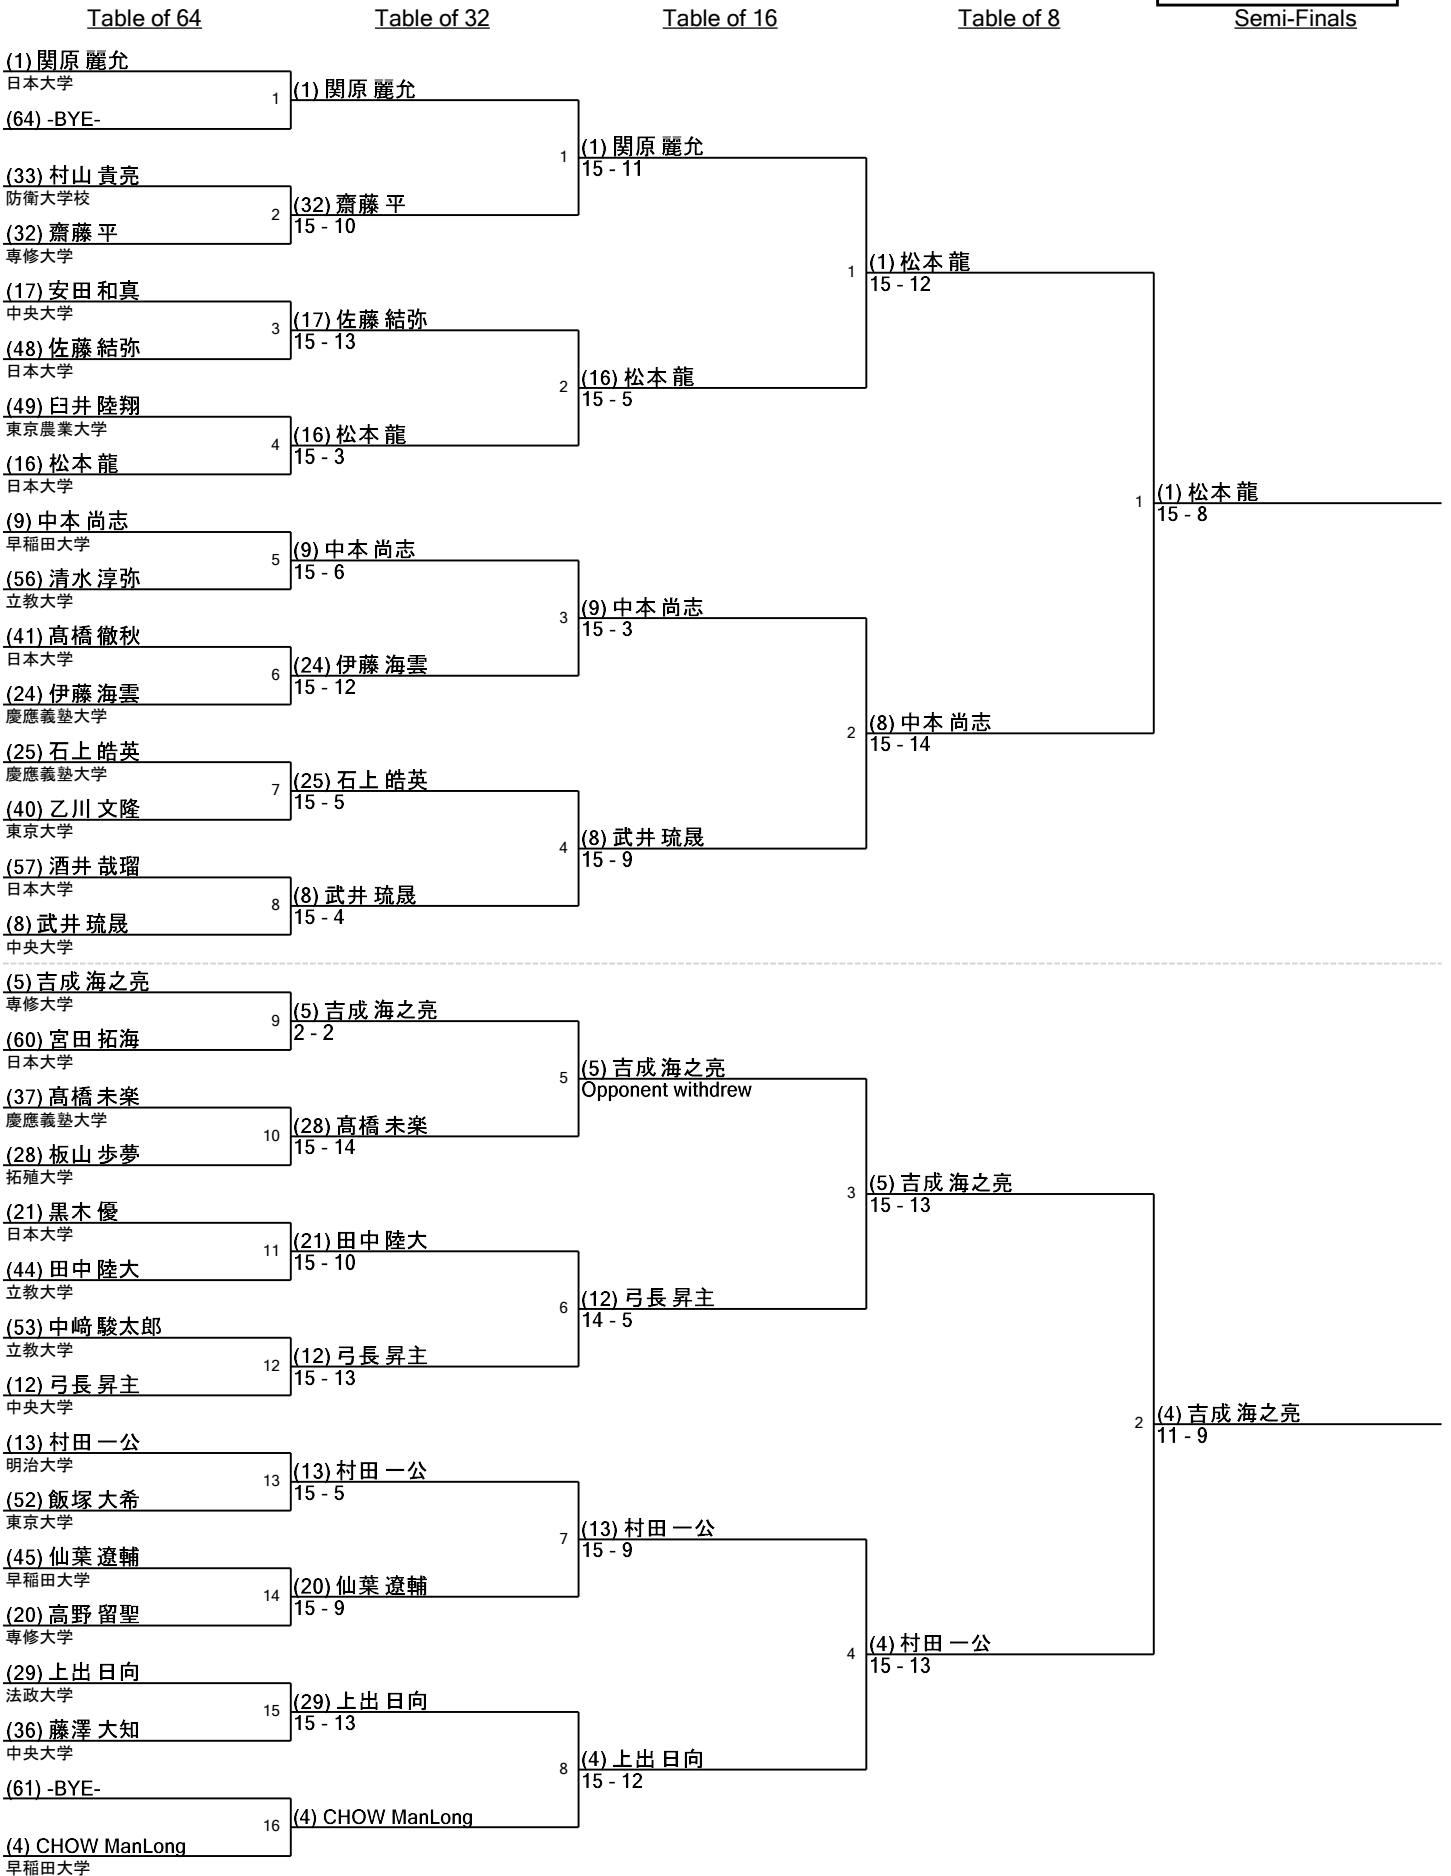 Table of 64
Table of 32
Table of 16
Table of 8
Semi-Finals
(1) 関原 麗允
日本大学
1
(64) -BYE-
(1) 関原 麗允
(33) 村山 貴亮
防衛大学校
2
(32) 齋藤 平
専修大学
(32) 齋藤 平
15 - 10
1
(1) 関原 麗允
15 - 11
(17) 安田 和真
中央大学
3
(48) 佐藤 結弥
日本大学
(17) 佐藤 結弥
15 - 13
(49) 臼井 陸翔
東京農業大学
4
(16) 松本 龍
日本大学
(16) 松本 龍
15 - 3
2
(16) 松本 龍
15 - 5
1
(1) 松本 龍
15 - 12
(9) 中本 尚志
早稲田大学
5
(56) 清水 淳弥
立教大学
(9) 中本 尚志
15 - 6
(41) 髙橋 徹秋
日本大学
6
(24) 伊藤 海雲
慶應義塾大学
(24) 伊藤 海雲
15 - 12
3
(9) 中本 尚志
15 - 3
(25) 石上 皓英
慶應義塾大学
7
(40) 乙川 文隆
東京大学
(25) 石上 皓英
15 - 5
(57) 酒井 哉瑠
日本大学
8
(8) 武井 琉晟
中央大学
(8) 武井 琉晟
15 - 4
4
(8) 武井 琉晟
15 - 9
2
(8) 中本 尚志
15 - 14
1
(1) 松本 龍
15 - 8
(5) 吉成 海之亮
専修大学
9
(60) 宮田 拓海
日本大学
(5) 吉成 海之亮
2 - 2
(37) 髙橋 未楽
慶應義塾大学
10
(28) 板山 歩夢
拓殖大学
(28) 髙橋 未楽
15 - 14
5
(5) 吉成 海之亮
Opponent withdrew
(21) 黒木 優
日本大学
11
(44) 田中 陸大
立教大学
(21) 田中 陸大
15 - 10
(53) 中﨑 駿太郎
立教大学
12
(12) 弓長 昇主
中央大学
(12) 弓長 昇主
15 - 13
6
(12) 弓長 昇主
14 - 5
3
(5) 吉成 海之亮
15 - 13
(13) 村田 一公
明治大学
13
(52) 飯塚 大希
東京大学
(13) 村田 一公
15 - 5
(45) 仙葉 遼輔
早稲田大学
14
(20) 高野 留聖
専修大学
(20) 仙葉 遼輔
15 - 9
7
(13) 村田 一公
15 - 9
(29) 上出 日向
法政大学
15
(36) 藤澤 大知
中央大学
(29) 上出 日向
15 - 13
(61) -BYE-
16
(4) CHOW ManLong
早稲田大学
(4) CHOW ManLong
8
(4) 上出 日向
15 - 12
4
(4) 村田 一公
15 - 13
2
(4) 吉成 海之亮
11 - 9